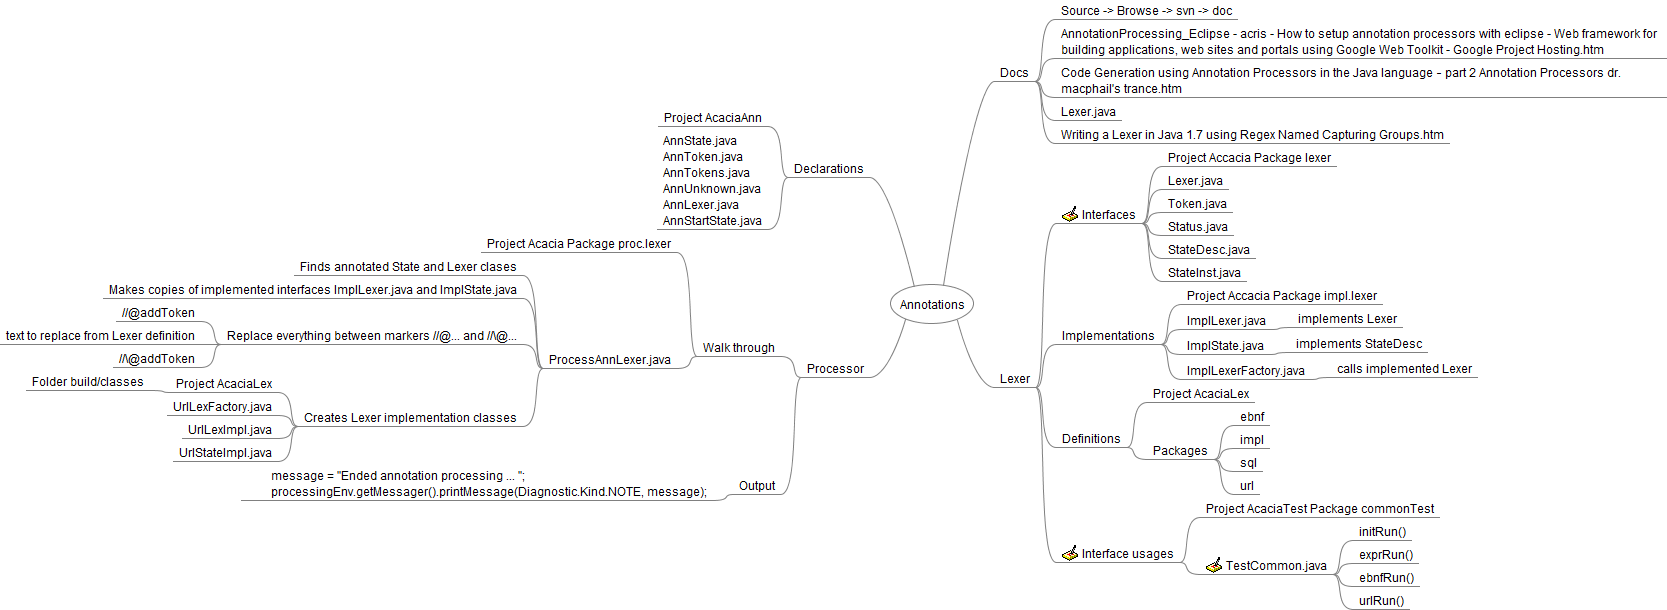 Annotations
Docs
Source -> Browse -> svn -> doc
AnnotationProcessing_Eclipse - acris - How to setup annotation processors with eclipse - Web framework for
building applications, web sites and portals using Google Web Toolkit - Google Project Hosting.htm
Code Generation using Annotation Processors in the Java language – part 2 Annotation Processors dr.
macphail's trance.htm
Lexer.java
Writing a Lexer in Java 1.7 using Regex Named Capturing Groups.htm
Lexer
Interfaces
Project Accacia Package lexer
Lexer.java
Token.java
Status.java
StateDesc.java
StateInst.java
Implementations
Project Accacia Package impl.lexer
ImplLexer.java
implements Lexer
ImplState.java
implements StateDesc
ImplLexerFactory.java
calls implemented Lexer
Definitions
Project AcaciaLex
Packages
ebnf
impl
sql
url
Interface usages
Project AcaciaTest Package commonTest
TestCommon.java
initRun()
exprRun()
ebnfRun()
urlRun()
Declarations
Project AcaciaAnn
AnnState.java
AnnToken.java
AnnTokens.java
AnnUnknown.java
AnnLexer.java
AnnStartState.java
Processor
Walk through
Project Acacia Package proc.lexer
ProcessAnnLexer.java
Finds annotated State and Lexer clases
Makes copies of implemented interfaces ImplLexer.java and ImplState.java
Replace everything between markers //@... and //\@...
//@addToken
text to replace from Lexer definition
//\@addToken
Creates Lexer implementation classes
Project AcaciaLex
Folder build/classes
UrlLexFactory.java
UrlLexImpl.java
UrlStateImpl.java
Output
message = "Ended annotation processing ... ";
processingEnv.getMessager().printMessage(Diagnostic.Kind.NOTE, message);